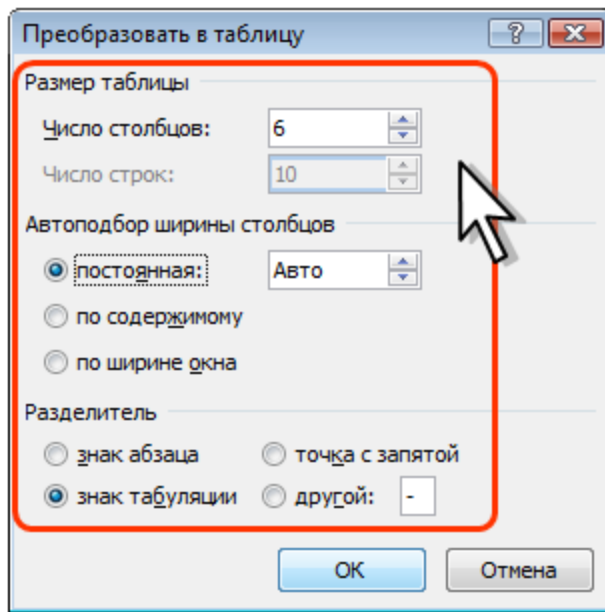 Преобразовать в таблицу
Размер таблицы
Число столбцов: 6
Число строк: 10
Автоподбор ширины столбцов
постоянная: Авто
по содержимому
по ширине окна
Разделитель
знак абзаца точка с запятой
знак табуляции другой: -
ОК Отмена